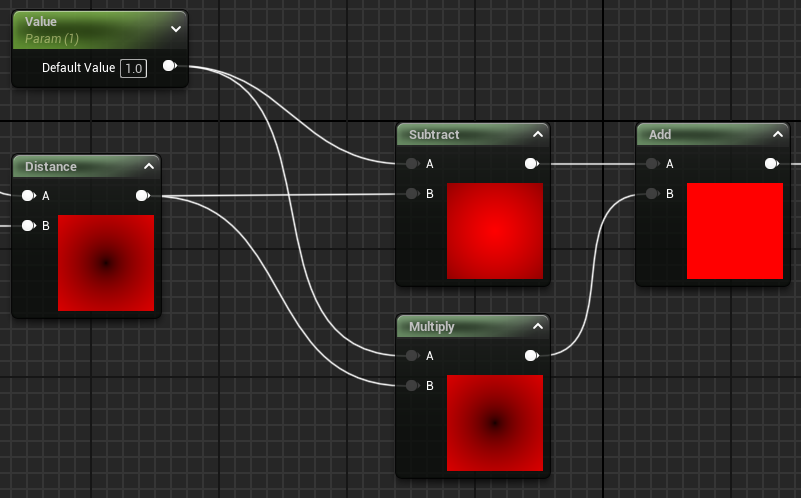 Value
Param (1)
Default Value 1.0
Distance
A
B
Subtract
A
B
Multiply
A
B
Add
A
B